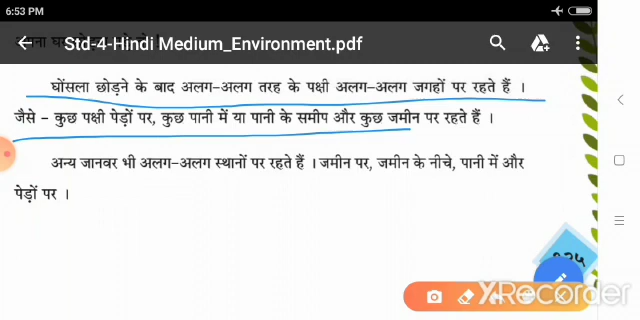 6:53 PM
Std-4-Hindi Medium_Environment.pdf
घोंसला छोड़ने के बाद अलग-अलग तरह के पक्षी अलग-अलग जगहों पर रहते हैं ।
जैसे – कुछ पक्षी पेड़ों पर, कुछ पानी में या पानी के समीप और कुछ जमीन पर रहते हैं ।
अन्य जानवर भी अलग-अलग स्थानों पर रहते हैं । जमीन पर, जमीन के नीचे, पानी में और
पेड़ों पर ।
XRecorder